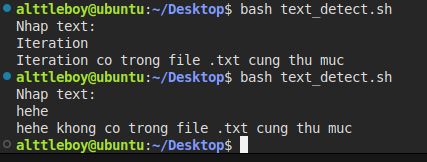 alttleboy@ubuntu:~/Desktop$ bash text_detect.sh
Nhap text:
Iteration
Iteration co trong file .txt cung thu muc
alttleboy@ubuntu:~/Desktop$ bash text_detect.sh
Nhap text:
hehe
hehe khong co trong file .txt cung thu muc
alttleboy@ubuntu:~/Desktop$